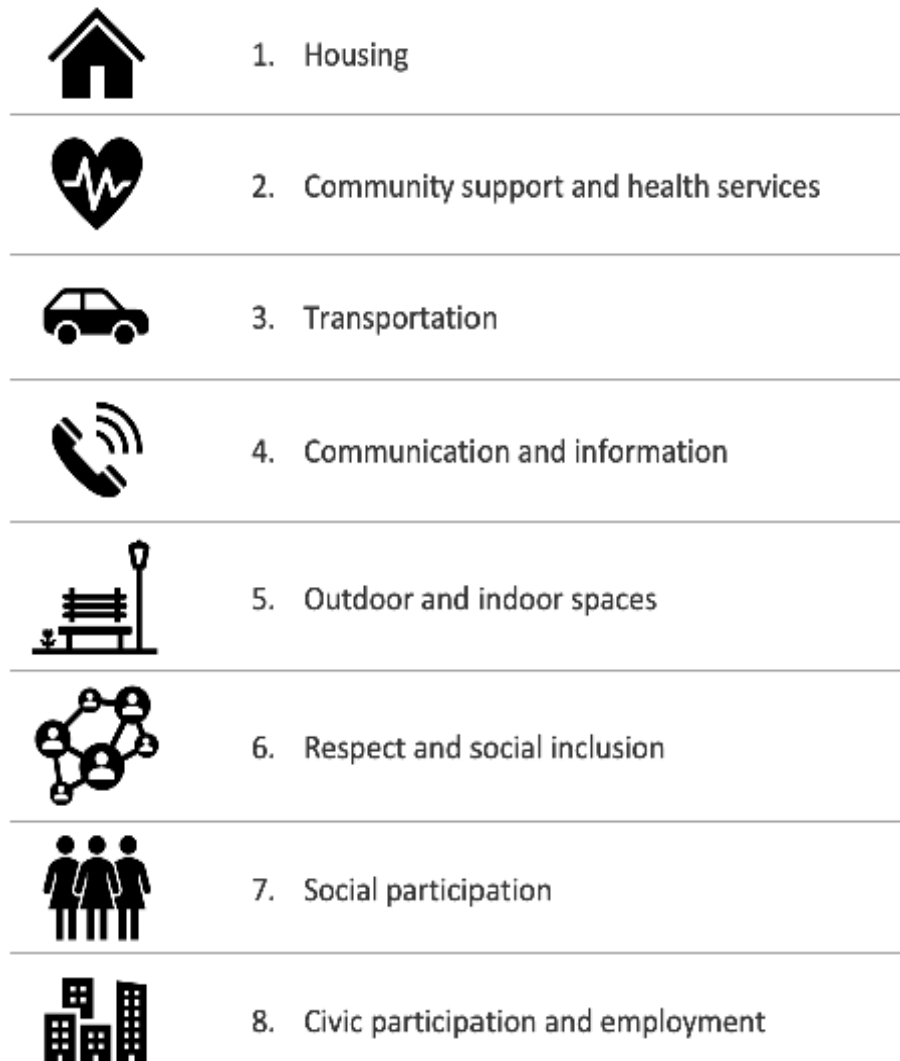 1. Housing
2. Community support and health services
3. Transportation
4. Communication and information
5. Outdoor and indoor spaces
6. Respect and social inclusion
7. Social participation
8. Civic participation and employment